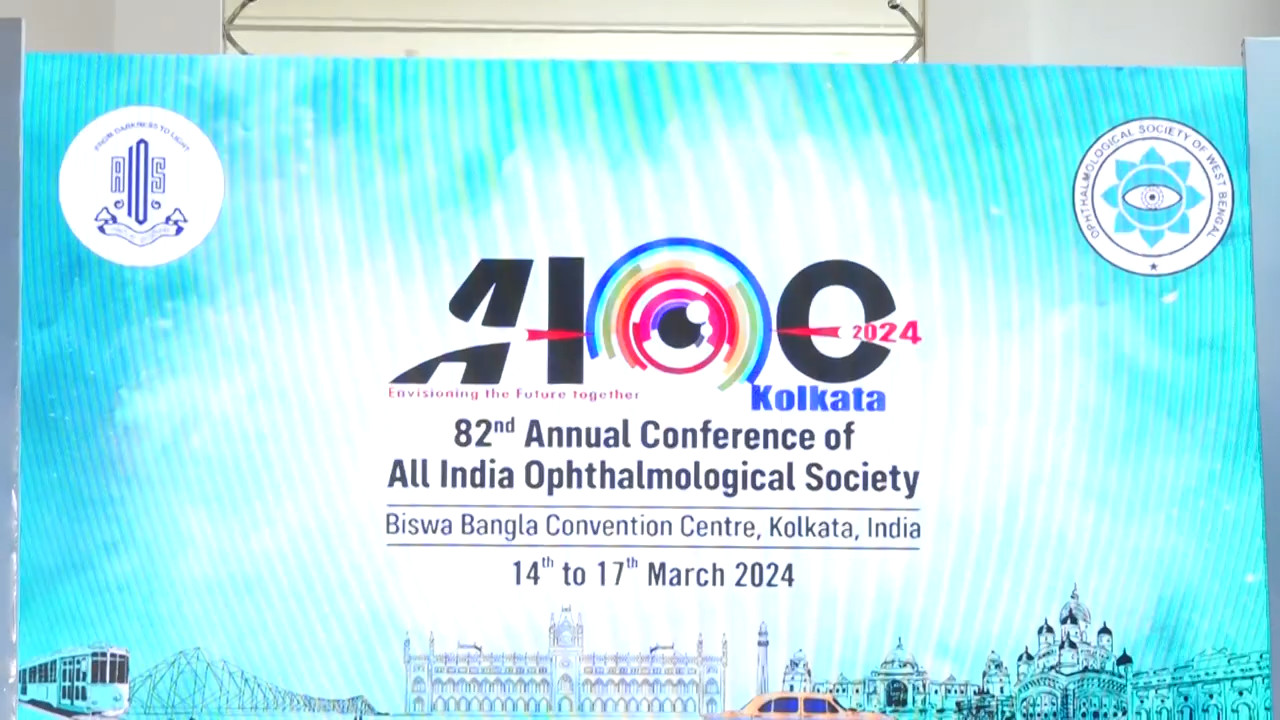 FROM DARKNESS TO LIGHT
AIOS
OPHTHALMOLOGICAL SOCIETY OF WEST BENGAL
AIOC
2024
Envisioning the Future together
Kolkata
82nd Annual Conference of
All India Ophthalmological Society
Biswa Bangla Convention Centre, Kolkata, India
14th to 17th March 2024